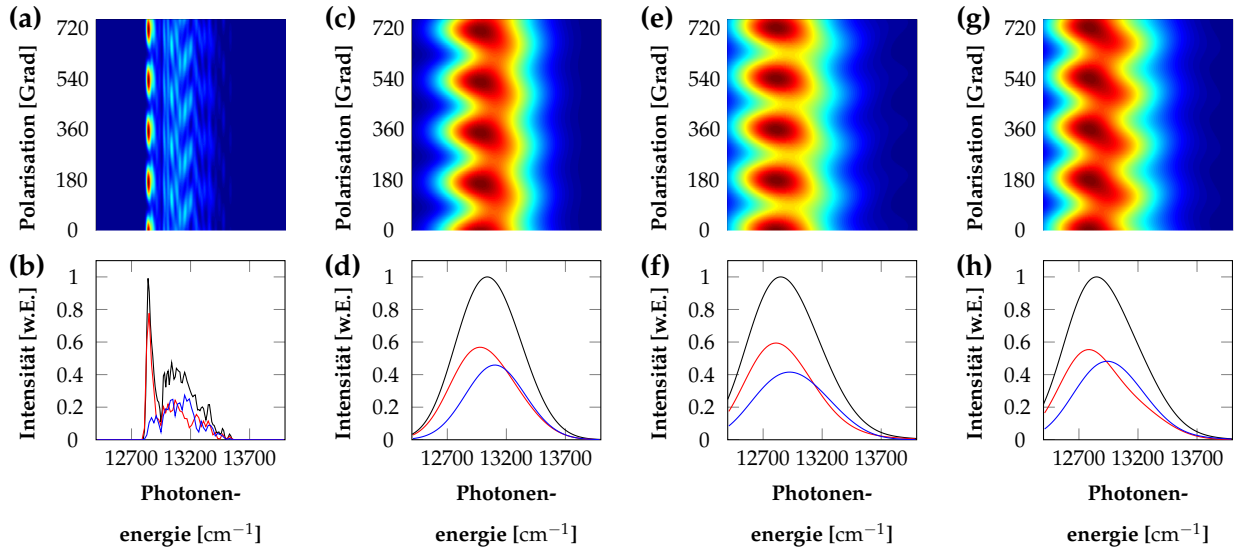 (a) (c) (e) (g)
Polarisation [Grad] Polarisation [Grad] Polarisation [Grad] Polarisation [Grad]
720 720 720 720
540 540 540 540
360 360 360 360
180 180 180 180
0 0 0 0
(b) (d) (f) (h)
Intensität [w.E.] Intensität [w.E.] Intensität [w.E.] Intensität [w.E.]
1 1 1 1
0.8 0.8 0.8 0.8
0.6 0.6 0.6 0.6
0.4 0.4 0.4 0.4
0.2 0.2 0.2 0.2
0 0 0 0
12700 13200 13700 12700 13200 13700 12700 13200 13700 12700 13200 13700
Photonen- Photonen- Photonen- Photonen-
energie [cm−1] energie [cm−1] energie [cm−1] energie [cm−1]